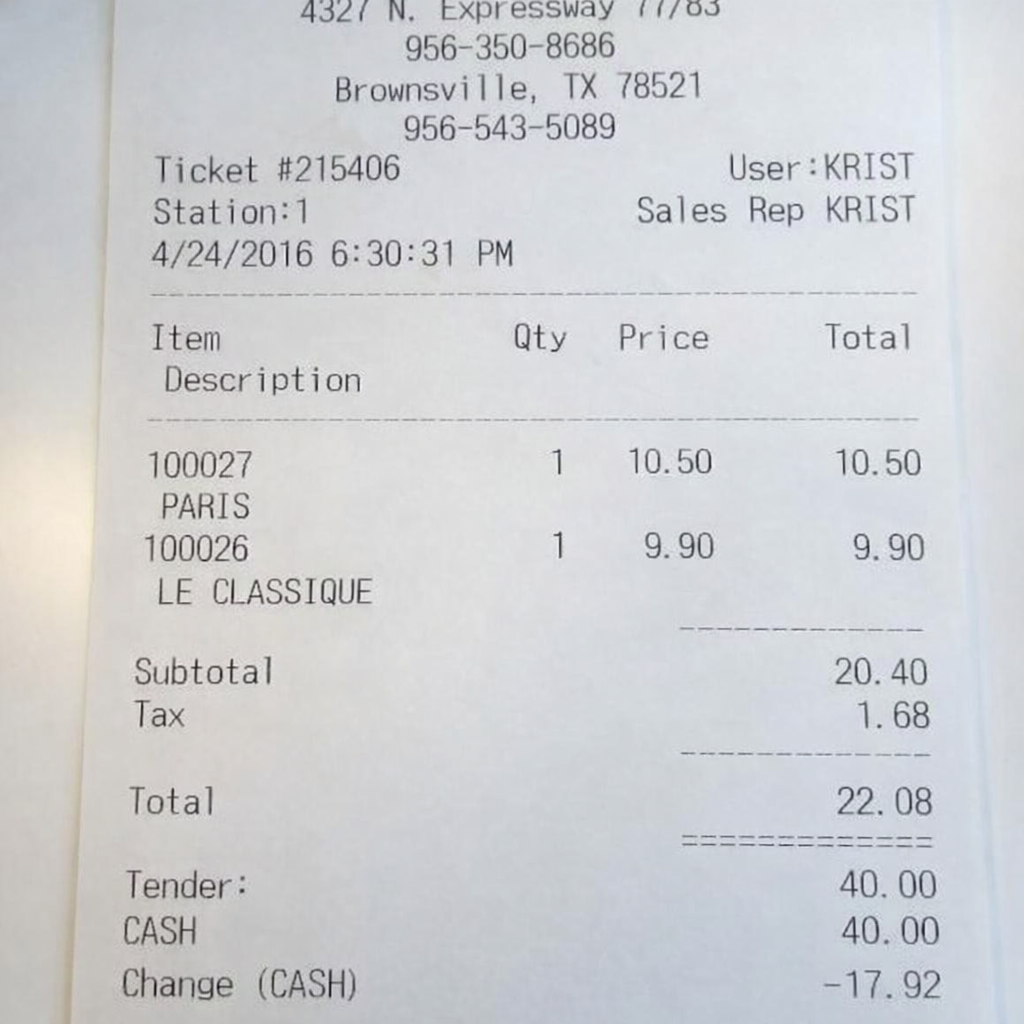 4327 N. Expressway 77/83
956-350-8686
Brownsville, TX 78521
956-543-5089
Ticket #215406 User:KRIST
Station:1 Sales Rep KRIST
4/24/2016 6:30:31 PM
Item Qty Price Total
Description
100027 1 10.50 10.50
PARIS
100026 1 9.90 9.90
LE CLASSIQUE
Subtotal 20.40
Tax 1.68
Total 22.08
Tender: 40.00
CASH 40.00
Change (CASH) -17.92